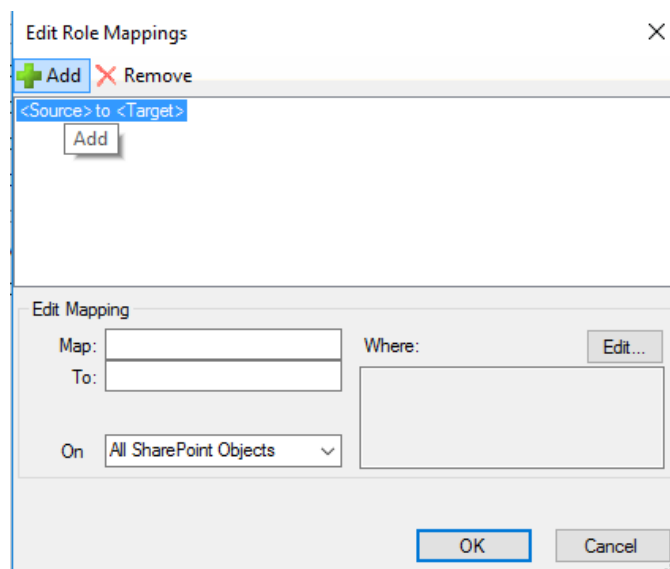 Edit Role Mappings
Add Remove
<Source> to <Target>
Add
Edit Mapping
Map:
Where:
Edit...
To:
On All SharePoint Objects
OK Cancel